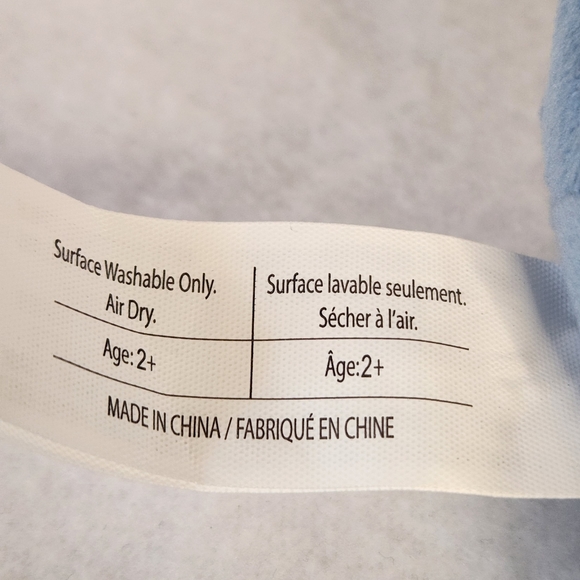 Surface Washable Only.
Air Dry.
Surface lavable seulement.
Sécher à l'air.
Age: 2+
Âge:2+
MADE IN CHINA / FABRIQUÉ EN CHINE